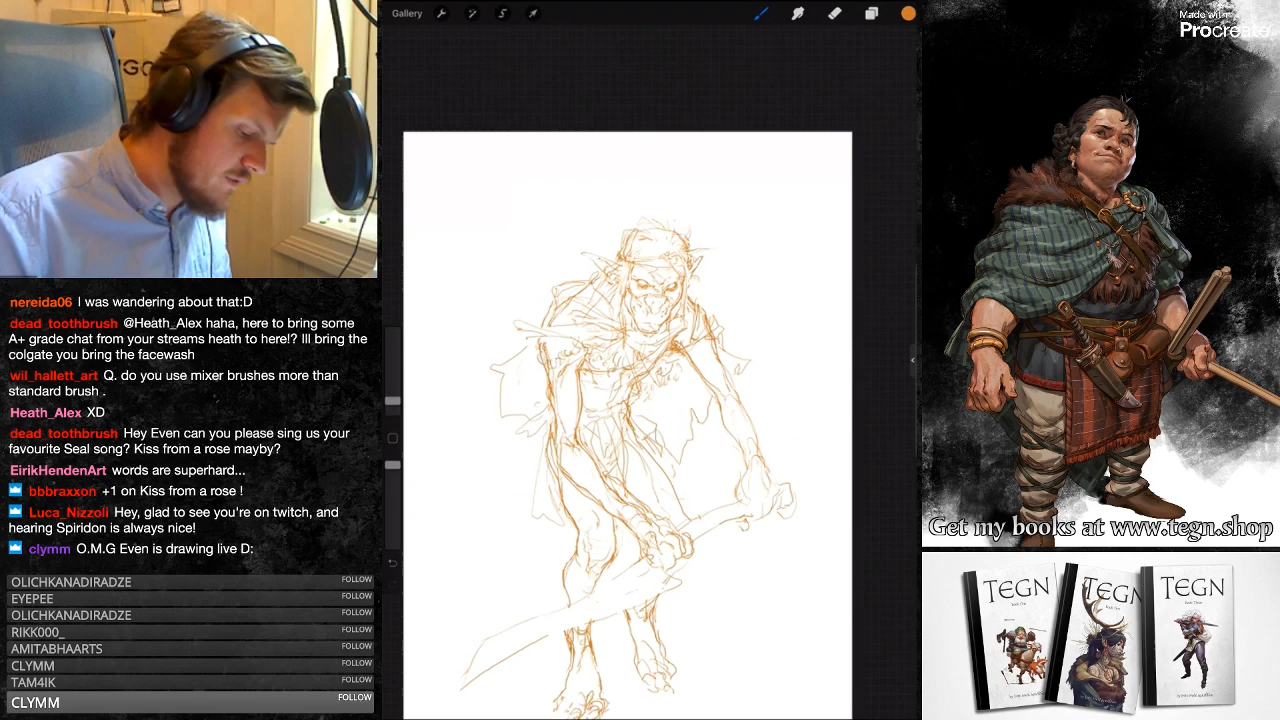 Gallery
Made with
Procreate
nereida06 I was wandering about that:D
dead_toothbrush @Heath_Alex haha, here to bring some
A+ grade chat from your streams heath to here!? Ill bring the
colgate you bring the facewash
wil_hallett_art Q. do you use mixer brushes more than
standard brush .
Heath_Alex XD
dead_toothbrush Hey Even can you please sing us your
favourite Seal song? Kiss from a rose mayby?
EirikHendenArt words are superhard...
bbbraxxon +1 on Kiss from a rose !
Luca_Nizzoli Hey, glad to see you're on twitch, and
hearing Spiridon is always nice!
clymm O.M.G Even is drawing live D:
OLICHKANADIRADZE FOLLOW
EYEPEE FOLLOW
OLICHKANADIRADZE FOLLOW
RIKK000_ FOLLOW
AMITABHAARTS FOLLOW
CLYMM FOLLOW
TAM4IK FOLLOW
CLYMM FOLLOW
Get my books at www.tegn.shop
TEGN
TEGN
TEGN